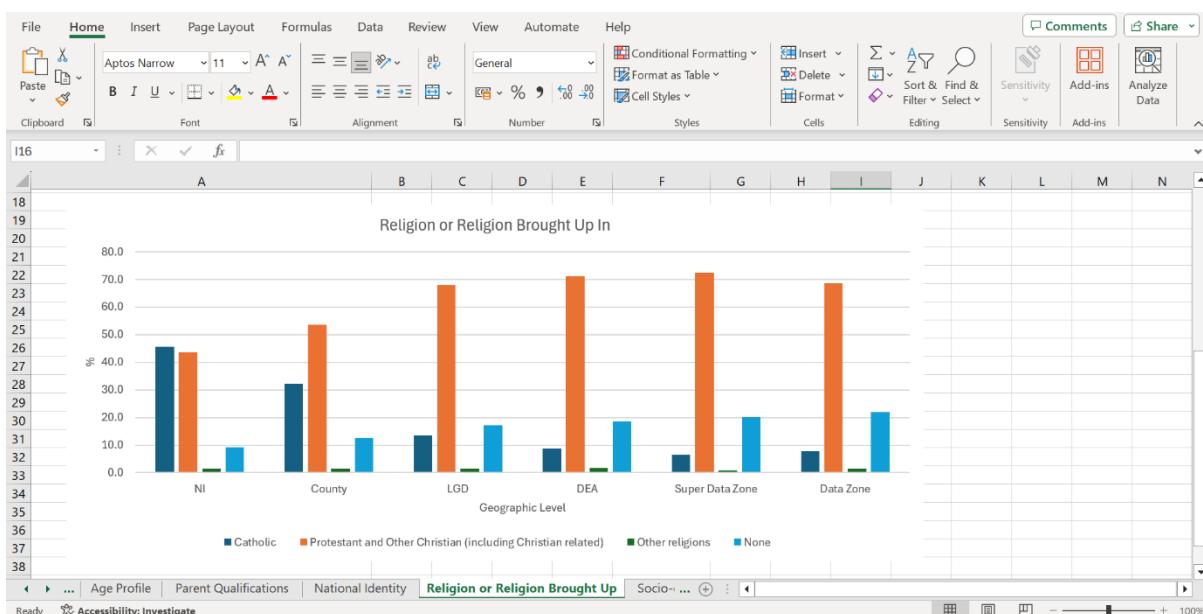 File Home Insert Page Layout Formulas Data Review View Automate Help Comments Share
Aptos Narrow 11 A A General Conditional Formatting Insert
Paste Format as Table Delete Sort & Find & Sensitivity Add-ins Analyze
B I U A % Cell Styles Format Filter Select Data
Clipboard Font Alignment Number Styles Cells Editing Sensitivity Add-ins
I16 fx
A B C D E F G H I J K L M N
18
19
20
21
22
23
24
25
26
27
28
29
30
31
32
33
34
35
36
37
38
Religion or Religion Brought Up In
80.0
70.0
60.0
50.0
40.0
30.0
20.0
10.0
0.0
%
NI County LGD DEA Super Data Zone Data Zone
Geographic Level
Catholic Protestant and Other Christian (including Christian related) Other religions None
... Age Profile Parent Qualifications National Identity Religion or Religion Brought Up Socio- ...
Ready Accessibility: Investigate 100%